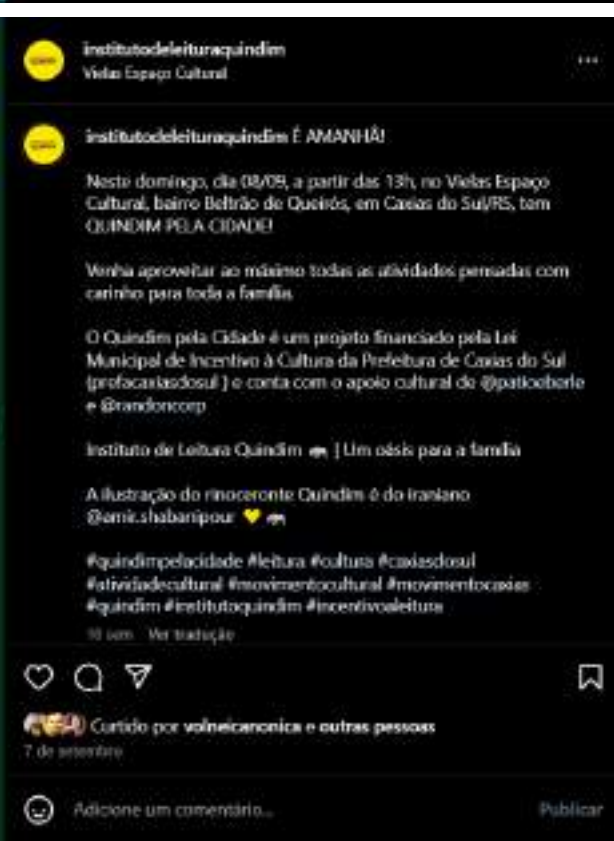 institutodeleituraquindim
Vielas Espaço Cultural
institutodeleituraquindim É AMANHÃ!
Neste domingo, dia 08/09, a partir das 13h, no Vielas Espaço
Cultural, bairro Beltrão de Queirós, em Caxias do Sul/RS, tem
QUINDIM PELA CIDADE!
Venha aproveitar ao máximo todas as atividades pensadas com
carinho para toda a família.
O Quindim pela Cidade é um projeto financiado pela Lei
Municipal de Incentivo à Cultura da Prefeitura de Caxias do Sul
(prefacaxiasdosul ) e conta com o apoio cultural de @patioeberle
e @randoncorp
Instituto de Leitura Quindim 🦏 | Um oásis para a família
A ilustração do rinoceronte Quindim é do iraniano
@amir.shabanipour 💛 🦏
#quindimpelacidade #leitura #cultura #caxiasdosul
#atividadecultural #movimentocultural #movimentocaxias
#quindim #institutoquindim #incentivoaleitura
10 sem Ver tradução
Curtido por volneicanonica e outras pessoas
7 de setembro
Adicione um comentário...
Publicar